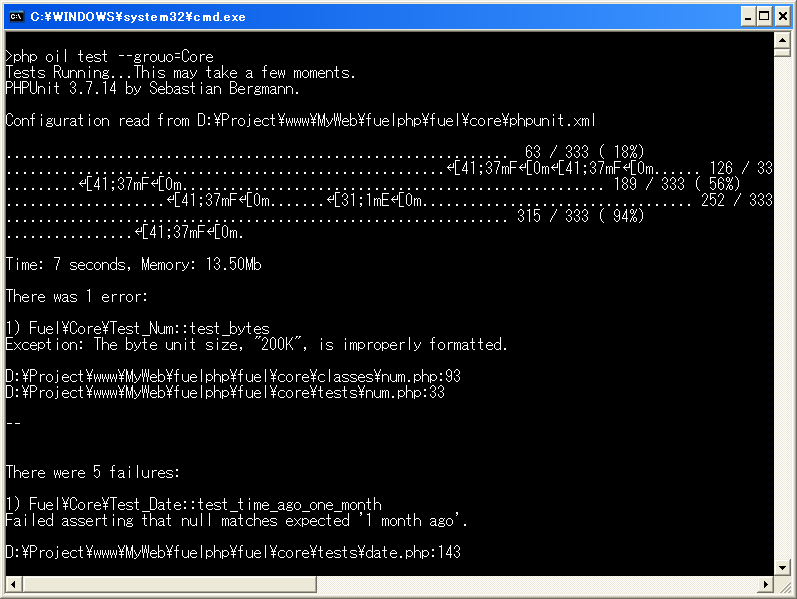 C:¥WINDOWS¥system32¥cmd.exe
>php oil test --grouo=Core
Tests Running...This may take a few moments.
PHPUnit 3.7.14 by Sebastian Bergmann.
Configuration read from D:¥Project¥www¥MyWeb¥fuelphp¥fuel¥core¥phpunit.xml
............................................................... 63 / 333 ( 18%)
.......................................................←[41;37mF←[0m←[41;37mF←[0m...... 126 / 33
.........←[41;37mF←[0m..................................................... 189 / 333 ( 56%)
....................←[41;37mF←[0m.......←[31;1mE←[0m.................................. 252 / 333
............................................................... 315 / 333 ( 94%)
................←[41;37mF←[0m.
Time: 7 seconds, Memory: 13.50Mb
There was 1 error:
1) Fuel¥Core¥Test_Num::test_bytes
Exception: The byte unit size, "200K", is improperly formatted.
D:¥Project¥www¥MyWeb¥fuelphp¥fuel¥core¥classes¥num.php:93
D:¥Project¥www¥MyWeb¥fuelphp¥fuel¥core¥tests¥num.php:33
--
There were 5 failures:
1) Fuel¥Core¥Test_Date::test_time_ago_one_month
Failed asserting that null matches expected '1 month ago'.
D:¥Project¥www¥MyWeb¥fuelphp¥fuel¥core¥tests¥date.php:143